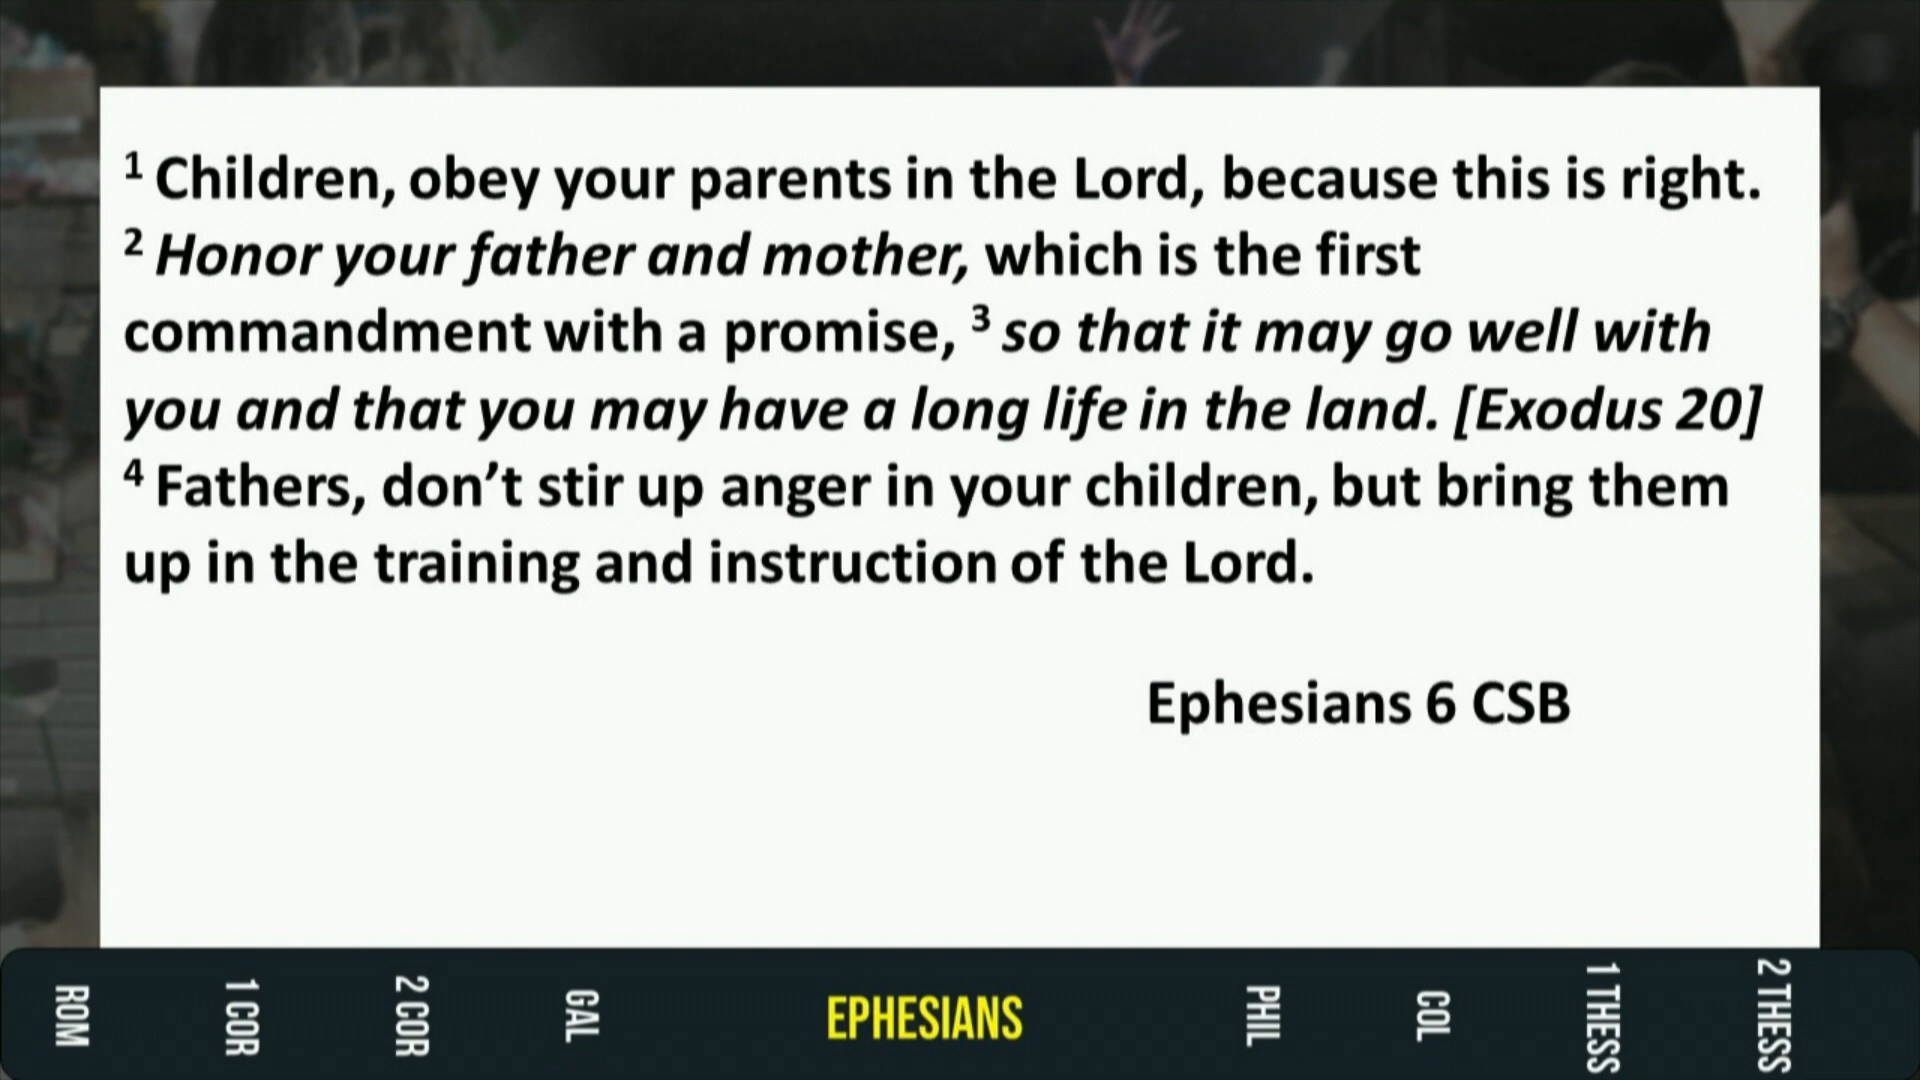 1 Children, obey your parents in the Lord, because this is right.
2 Honor your father and mother, which is the first
commandment with a promise, 3 so that it may go well with
you and that you may have a long life in the land. [Exodus 20]
4 Fathers, don’t stir up anger in your children, but bring them
up in the training and instruction of the Lord.
Ephesians 6 CSB
ROM
1 COR
2 COR
GAL
EPHESIANS
PHIL
COL
1 THESS
2 THESS